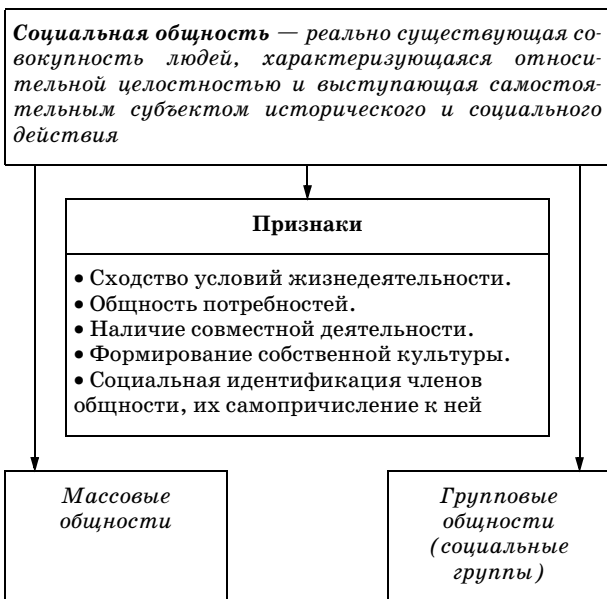 Социальная общность — реально существующая со-
вокупность людей, характеризующаяся относи-
тельной целостностью и выступающая самостоя-
тельным субъектом исторического и социального
действия
Признаки
• Сходство условий жизнедеятельности.
• Общность потребностей.
• Наличие совместной деятельности.
• Формирование собственной культуры.
• Социальная идентификация членов
общности, их самопричисление к ней
Массовые
общности
Групповые
общности
(социальные
группы)